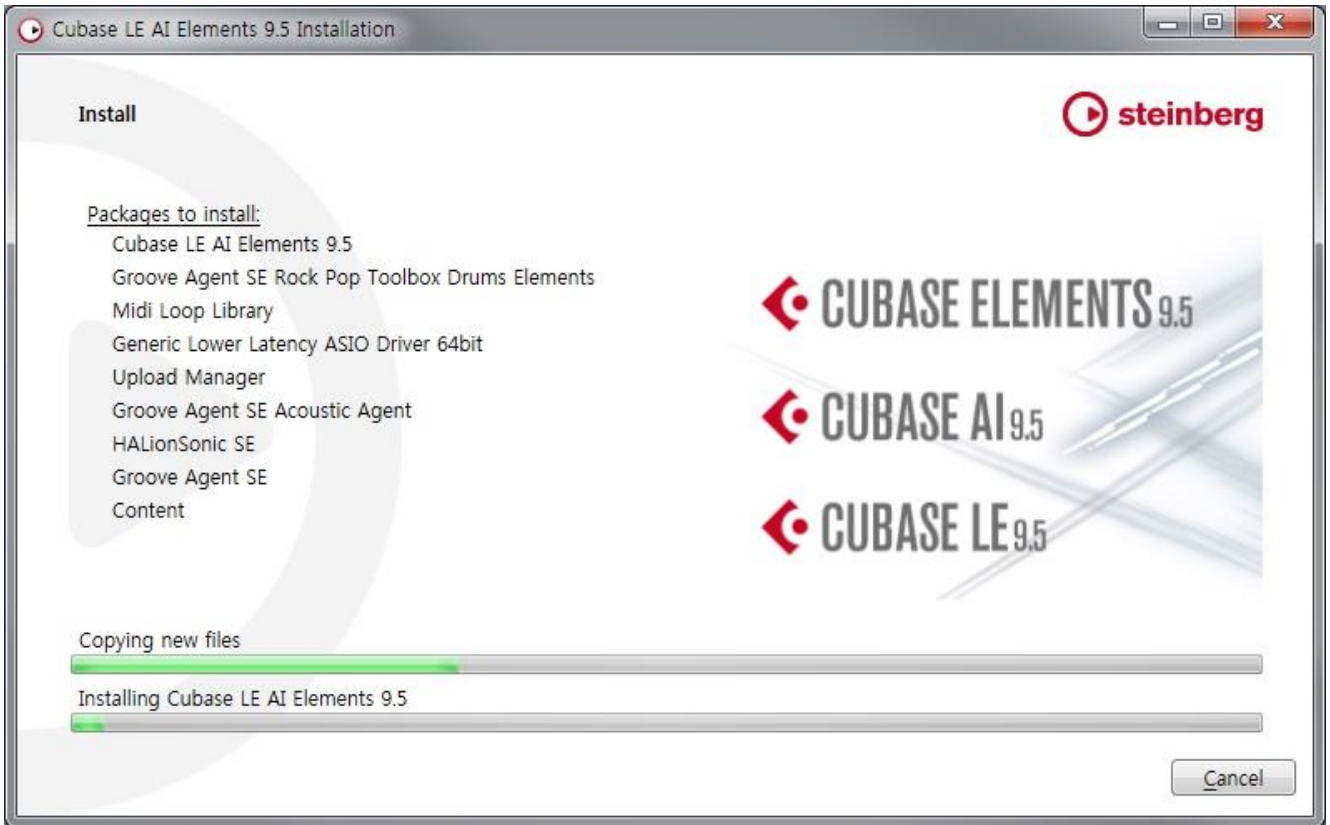 Cubase LE AI Elements 9.5 Installation
Install
steinberg
Packages to install:
Cubase LE AI Elements 9.5
Groove Agent SE Rock Pop Toolbox Drums Elements
Midi Loop Library
Generic Lower Latency ASIO Driver 64bit
Upload Manager
Groove Agent SE Acoustic Agent
HALionSonic SE
Groove Agent SE
Content
CUBASE ELEMENTS 9.5
CUBASE AI 9.5
CUBASE LE 9.5
Copying new files
Installing Cubase LE AI Elements 9.5
Cancel